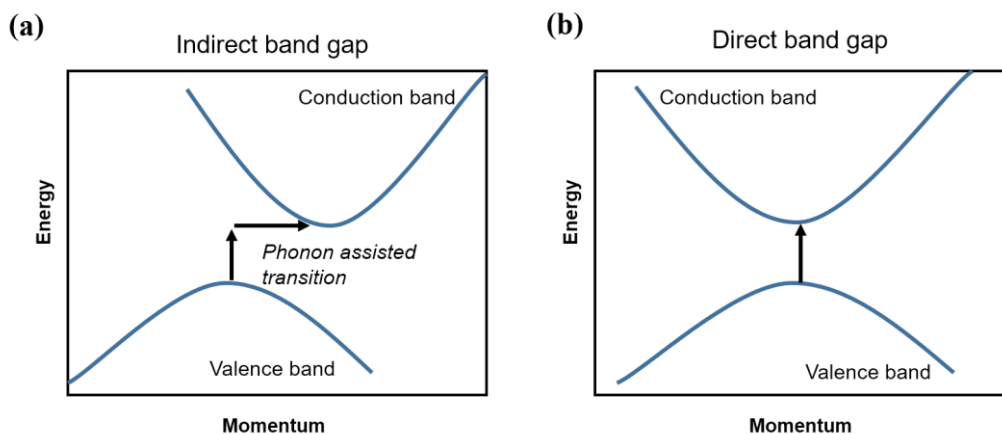 (a)
Indirect band gap
Conduction band
Energy
Phonon assisted
transition
Valence band
Momentum
(b)
Direct band gap
Conduction band
Energy
Valence band
Momentum